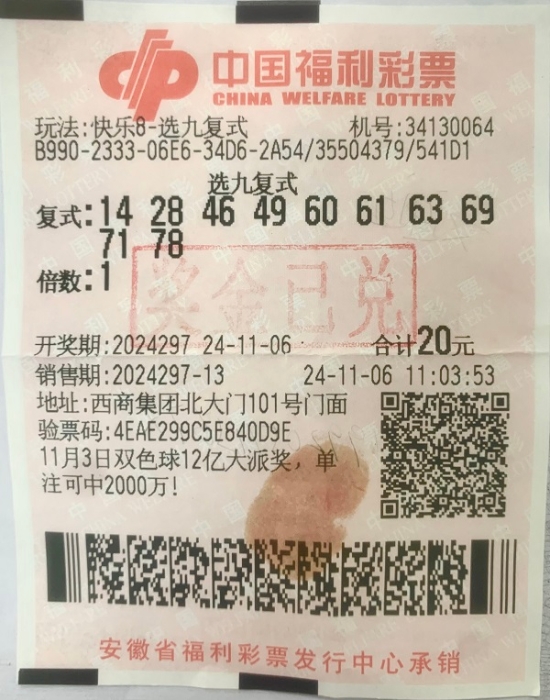 中国福利彩票
CHINA WELFARE LOTTERY
玩法:快乐8-选九复式 机号:34130064
B990-2333-06E6-34D6-2A54/35504379/541D1
选九复式
复式:14 28 46 49 60 61 63 69
71 78
倍数:1
奖金已兑
开奖期:2024297 24-11-06 合计20元
销售期:2024297-13 24-11-06 11:03:53
地址:西商集团北大门101号门面
验票码:4EAE299C5E840D9E
11月3日双色球12亿大派奖，单
注可中2000万!
安徽省福利彩票发行中心承销